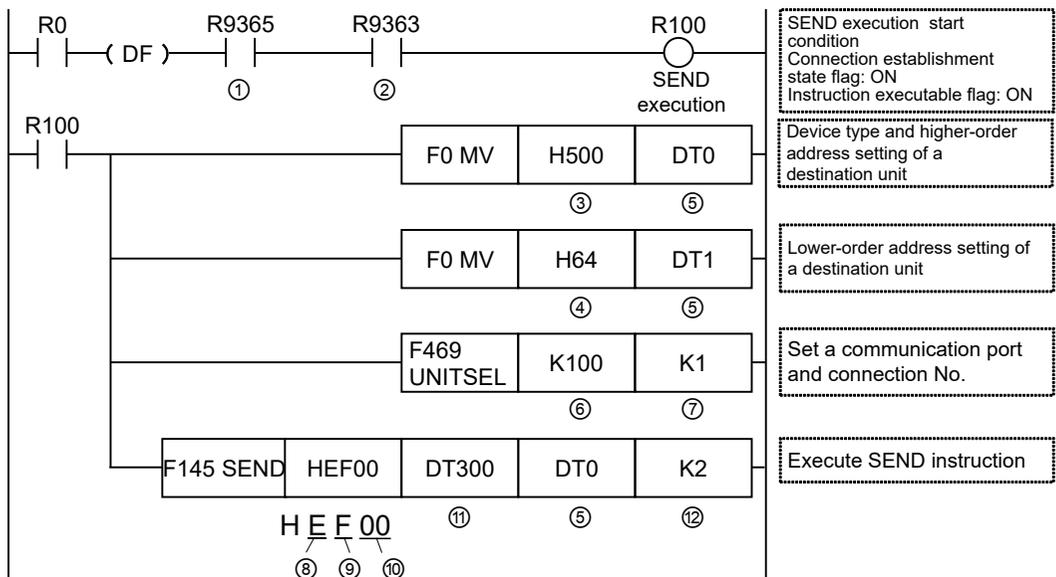 R0 R9365 R9363 R100
( DF )
① ② SEND
execution
SEND execution start
condition
Connection establishment
state flag: ON
Instruction executable flag: ON
R100
F0 MV H500 DT0
③ ⑤
Device type and higher-order
address setting of a
destination unit
F0 MV H64 DT1
④ ⑤
Lower-order address setting of
a destination unit
F469
UNITSEL K100 K1
⑥ ⑦
Set a communication port
and connection No.
F145 SEND HEF00 DT300 DT0 K2
⑪ ⑤ ⑫
Execute SEND instruction
H E F 00
⑧ ⑨ ⑩